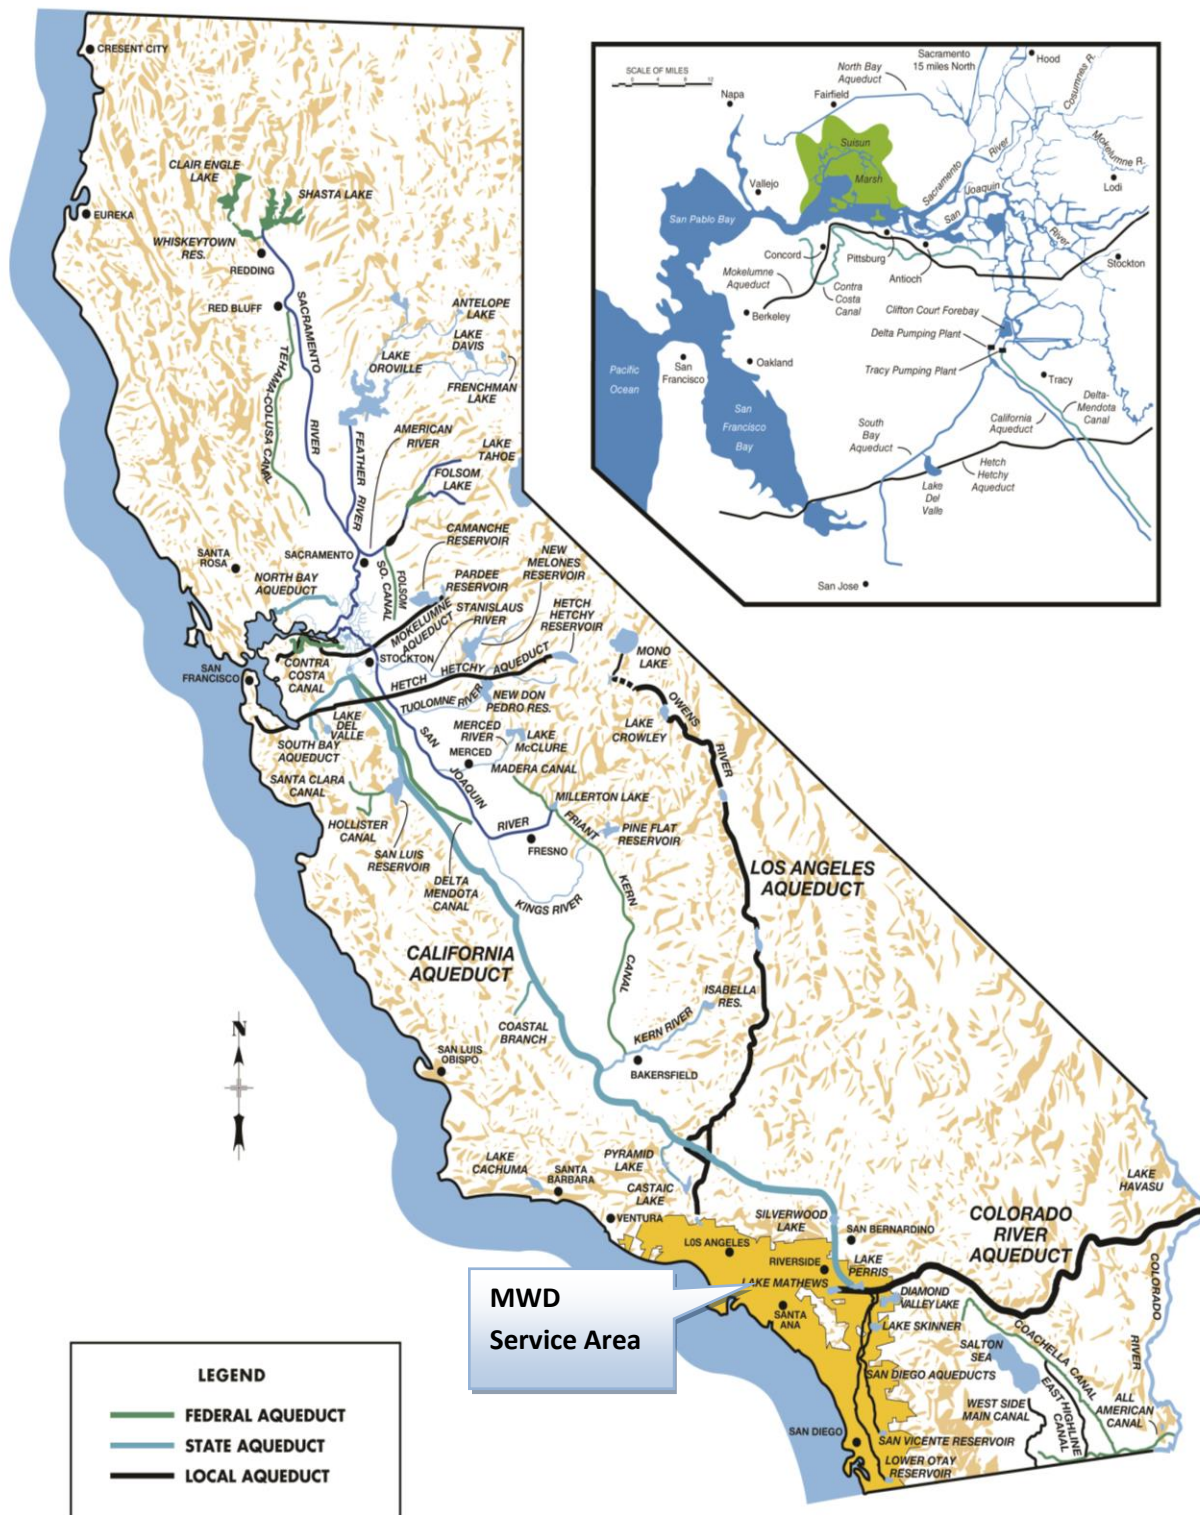 CRESENT CITY
CLAIR ENGLE
LAKE
SHASTA LAKE
EUREKA
WHISKEYTOWN
RES.
REDDING
RED BLUFF
SACRAMENTO
RIVER
TEHAMA-COLUSA CANAL
ANTELOPE
LAKE
LAKE
DAVIS
LAKE
OROVILLE
FRENCHMAN
LAKE
FEATHER RIVER
AMERICAN
RIVER
LAKE
TAHOE
FOLSOM
LAKE
CAMANCHE
RESERVOIR
SANTA
ROSA
SACRAMENTO
NORTH BAY
AQUEDUCT
FOLSOM
SO. CANAL
NEW
MELONES
RESERVOIR
PARDEE
RESERVOIR
STANISLAUS
RIVER
HETCH
HETCHY
RESERVOIR
MOKELUMNE
AQUEDUCT
MONO
LAKE
STOCKTON
SAN
FRANCISCO
CONTRA
COSTA
CANAL
HETCH HETCHY AQUEDUCT
TUOLOMNE RIVER
NEW DON
PEDRO RES.
OWENS
RIVER
LAKE
CROWLEY
LAKE
DEL
VALLE
SOUTH BAY
AQUEDUCT
MERCED
RIVER
LAKE
McCLURE
MERCED
SAN
JOAQUIN
RIVER
MADERA CANAL
SANTA CLARA
CANAL
MILLERTON LAKE
HOLLISTER
CANAL
SAN LUIS
RESERVOIR
FRIANT
KERN
CANAL
PINE FLAT
RESERVOIR
FRESNO
DELTA
MENDOTA
CANAL
KINGS RIVER
LOS ANGELES
AQUEDUCT
CALIFORNIA
AQUEDUCT
ISABELLA
RES.
COASTAL
BRANCH
KERN RIVER
N
SAN LUIS
OBISPO
BAKERSFIELD
LAKE
CACHUMA
SANTA
BARBARA
PYRAMID
LAKE
CASTAIC
LAKE
VENTURA
LOS ANGELES
SILVERWOOD
LAKE
SAN BERNARDINO
LAKE
HAVASU
COLORADO
RIVER
AQUEDUCT
RIVERSIDE
LAKE
PERRIS
LAKE MATHEWS
SANTA
ANA
DIAMOND
VALLEY LAKE
LAKE SKINNER
COLORADO
RIVER
SALTON
SEA
COACHELLA CANAL
SAN DIEGO AQUEDUCTS
WEST SIDE
MAIN CANAL
EAST HIGHLINE
CANAL
ALL
AMERICAN
CANAL
SAN DIEGO
SAN VICENTE RESERVOIR
LOWER OTAY
RESERVOIR
MWD
Service Area
LEGEND
FEDERAL AQUEDUCT
STATE AQUEDUCT
LOCAL AQUEDUCT
SCALE OF MILES
Napa
North Bay
Aqueduct
Fairfield
Sacramento
15 miles North
Hood
Cosumnes R.
Mokelumne R.
Lodi
Suisun
Marsh
Vallejo
Sacramento
River
San Pablo Bay
San
Joaquin
River
Stockton
Concord
Pittsburg
Antioch
Mokelumne
Aqueduct
Contra
Costa
Canal
Berkeley
Clifton Court Forebay
Delta Pumping Plant
Tracy Pumping Plant
Oakland
San
Francisco
Pacific
Ocean
Tracy
San
Francisco
Bay
South
Bay
Aqueduct
California
Aqueduct
Delta-
Mendota
Canal
Lake
Del
Valle
Hetch
Hetchy
Aqueduct
San Jose